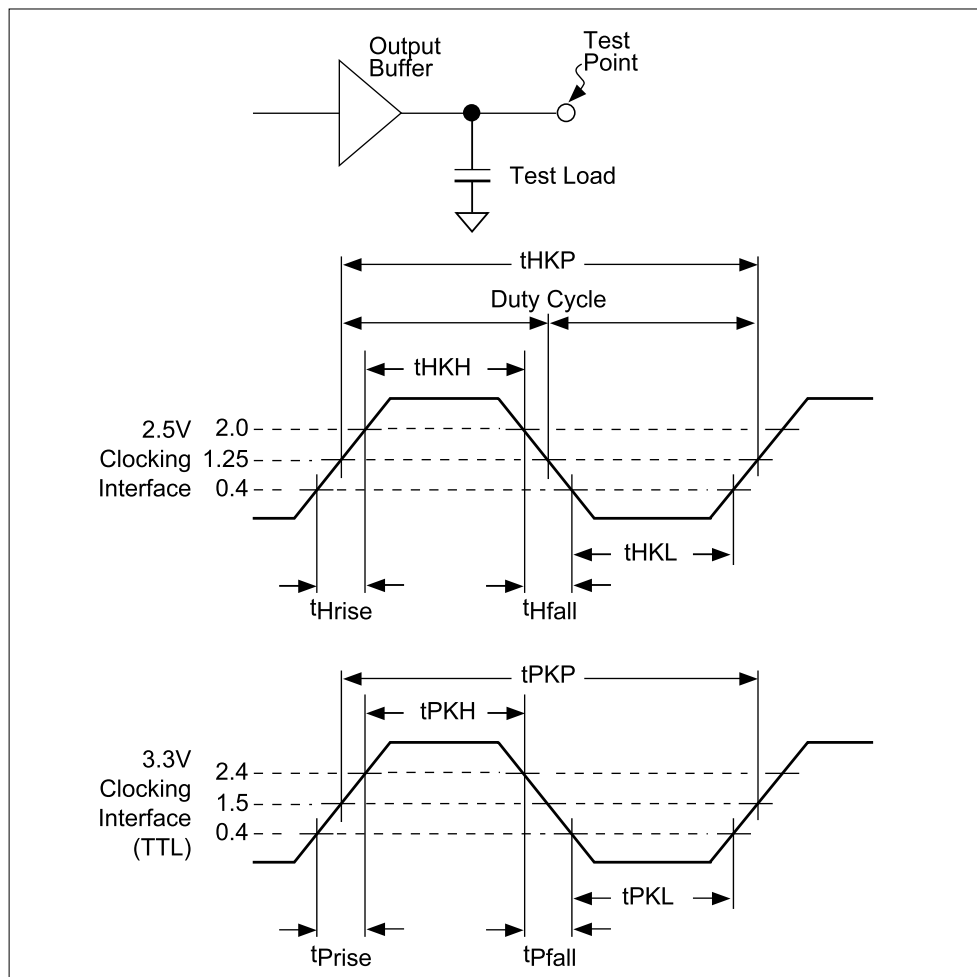 Output
Buffer
Test
Point
Test Load
tHKP
Duty Cycle
tHKH
2.5V
Clocking
Interface
2.0
1.25
0.4
tHKL
tHrise
tHfall
tPKP
tPKH
3.3V
Clocking
Interface
(TTL)
2.4
1.5
0.4
tPKL
tPrise
tPfall